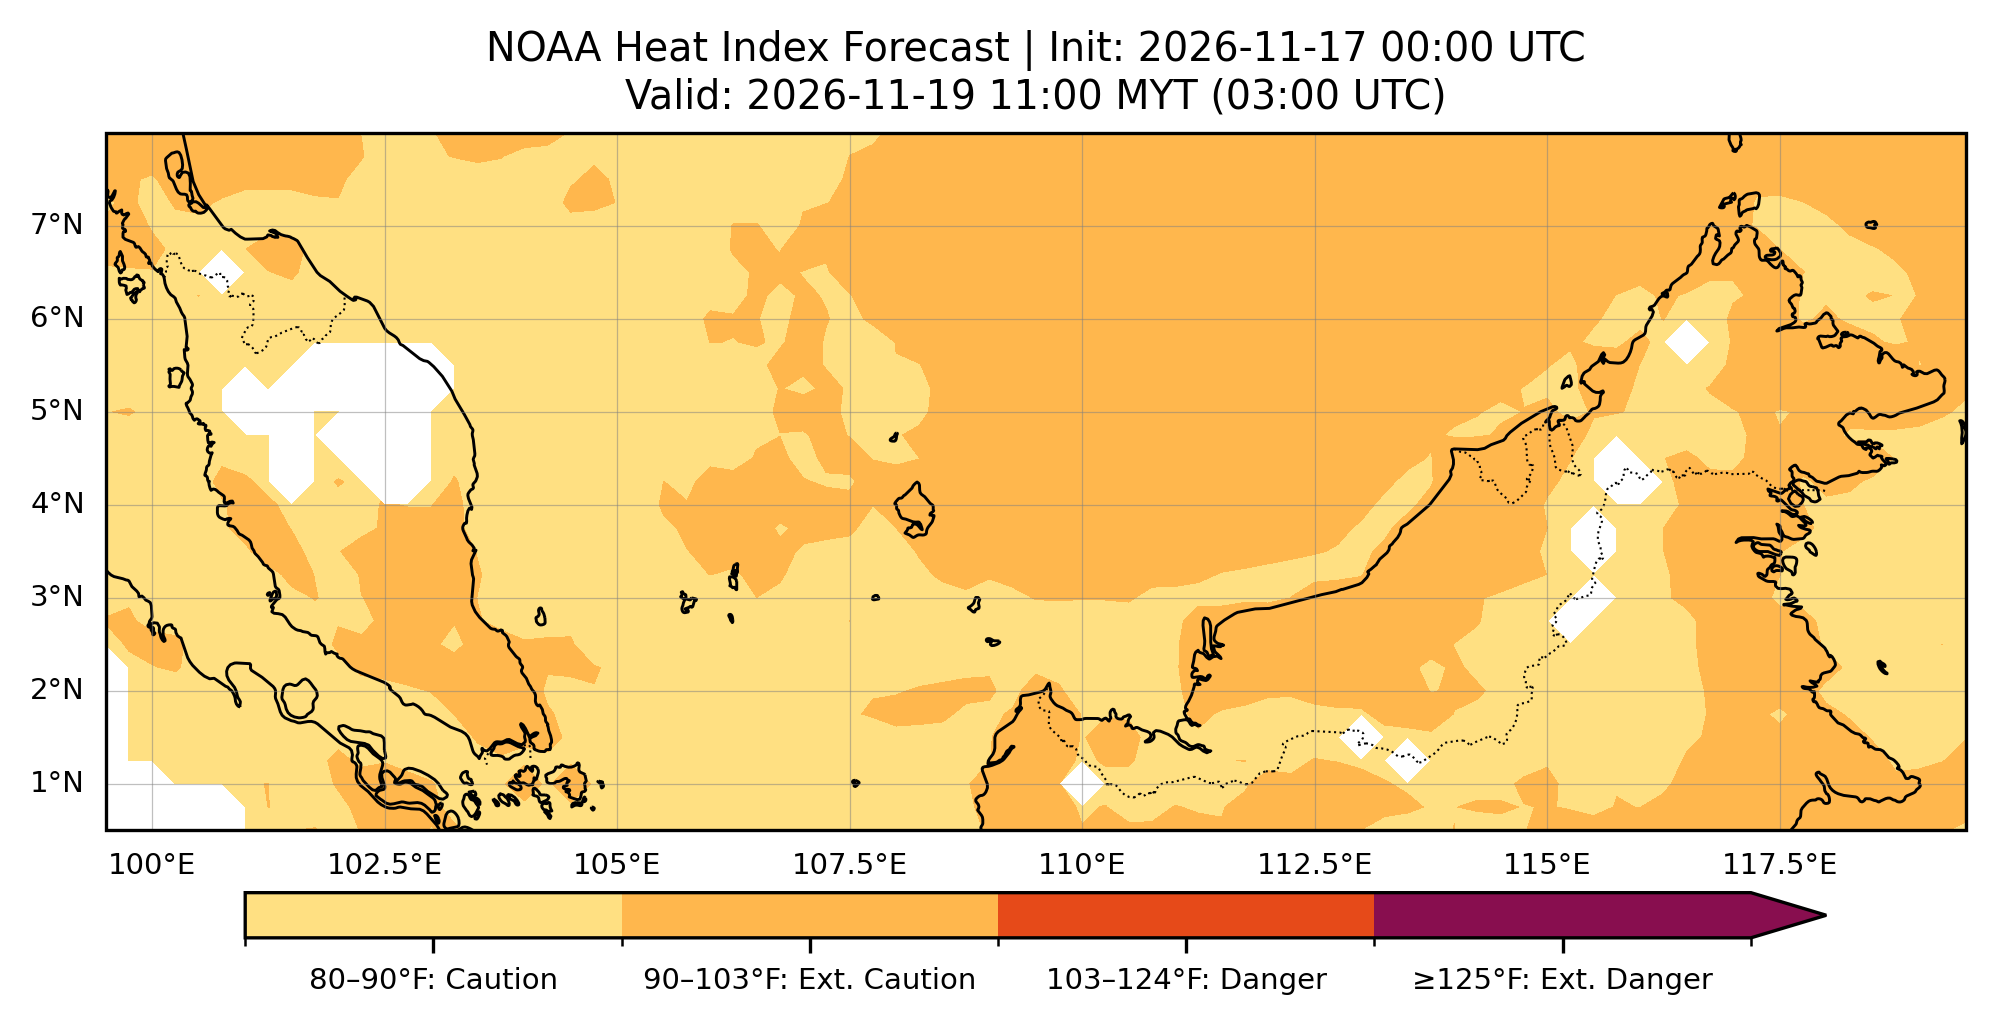 NOAA Heat Index Forecast | Init: 2026-11-17 00:00 UTC
Valid: 2026-11-19 11:00 MYT (03:00 UTC)
7°N
6°N
5°N
4°N
3°N
2°N
1°N
100°E 102.5°E 105°E 107.5°E 110°E 112.5°E 115°E 117.5°E
80–90°F: Caution 90–103°F: Ext. Caution 103–124°F: Danger ≥125°F: Ext. Danger